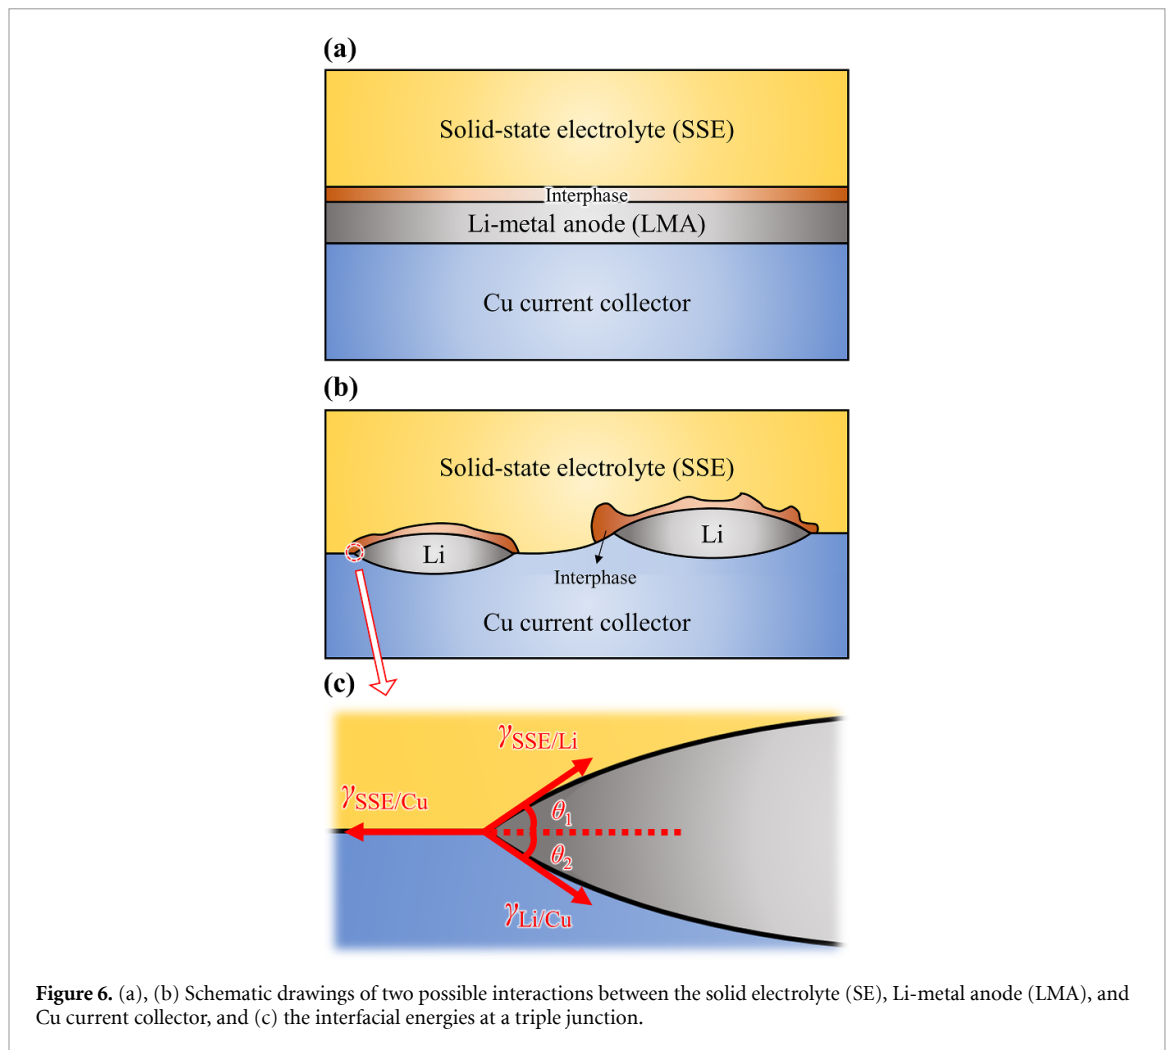 (a)
Solid-state electrolyte (SSE)
Interphase
Li-metal anode (LMA)
Cu current collector
(b)
Solid-state electrolyte (SSE)
Li
Li
Interphase
Cu current collector
(c)
γSSE/Li
γSSE/Cu
θ1
θ2
γLi/Cu
Figure 6. (a), (b) Schematic drawings of two possible interactions between the solid electrolyte (SE), Li-metal anode (LMA), and
Cu current collector, and (c) the interfacial energies at a triple junction.